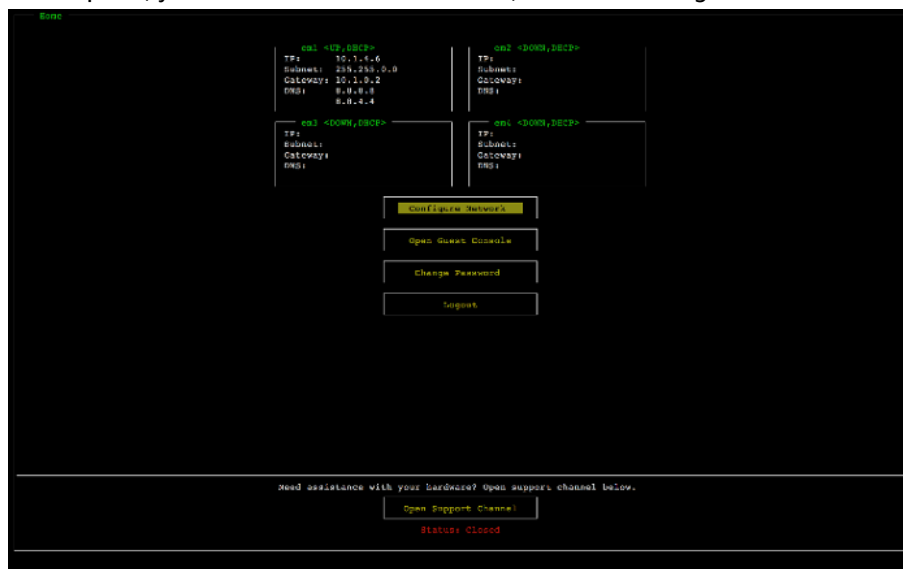 Home
em1 <UP,DHCP>
IP: 10.1.4.6
Subnet: 255.255.0.0
Gateway: 10.1.0.2
DNS: 8.8.8.8
8.8.4.4
em2 <DOWN,DHCP>
IP:
Subnet:
Gateway:
DNS:
em3 <DOWN,DHCP>
IP:
Subnet:
Gateway:
DNS:
em4 <DOWN,DHCP>
IP:
Subnet:
Gateway:
DNS:
Configure Network
Open Guest Console
Change Password
Logout
Need assistance with your hardware? Open support channel below.
Open Support Channel
Status: Closed